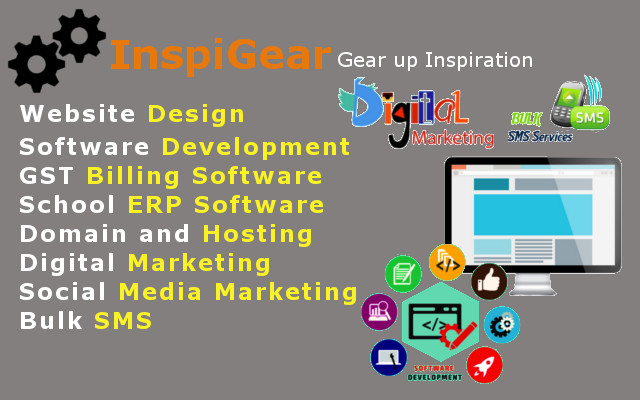 InspiGear Gear up Inspiration
Digital
Marketing
BULK
SMS
SMS Services
Website Design
Software Development
GST Billing Software
School ERP Software
Domain and Hosting
Digital Marketing
Social Media Marketing
Bulk SMS
</>
</>
SOFTWARE
DEVELOPMENT